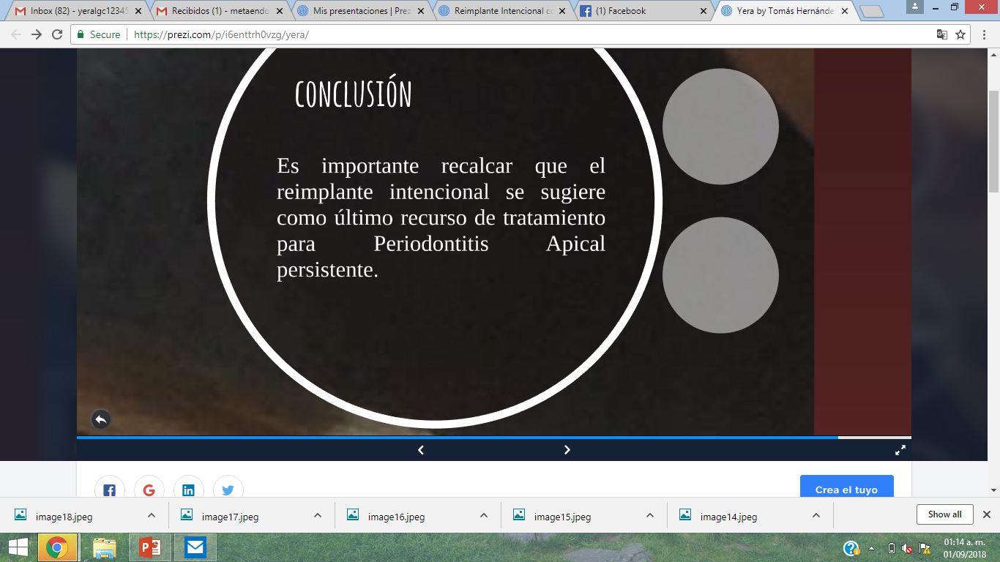 Inbox (82) - yeralgc12345
Recibidos (1) - metaendo
Mis presentaciones | Prez
Reimplante Intencional co
(1) Facebook
Yera by Tomás Hernánde
Secure
https://prezi.com/p/i6enttrh0vzg/yera/
CONCLUSIÓN
Es importante recalcar que el
reimplante intencional se sugiere
como último recurso de tratamiento
para Periodontitis Apical
persistente.
Crea el tuyo
image18.jpeg
image17.jpeg
image16.jpeg
image15.jpeg
image14.jpeg
Show all
01:14 a. m.
01/09/2018